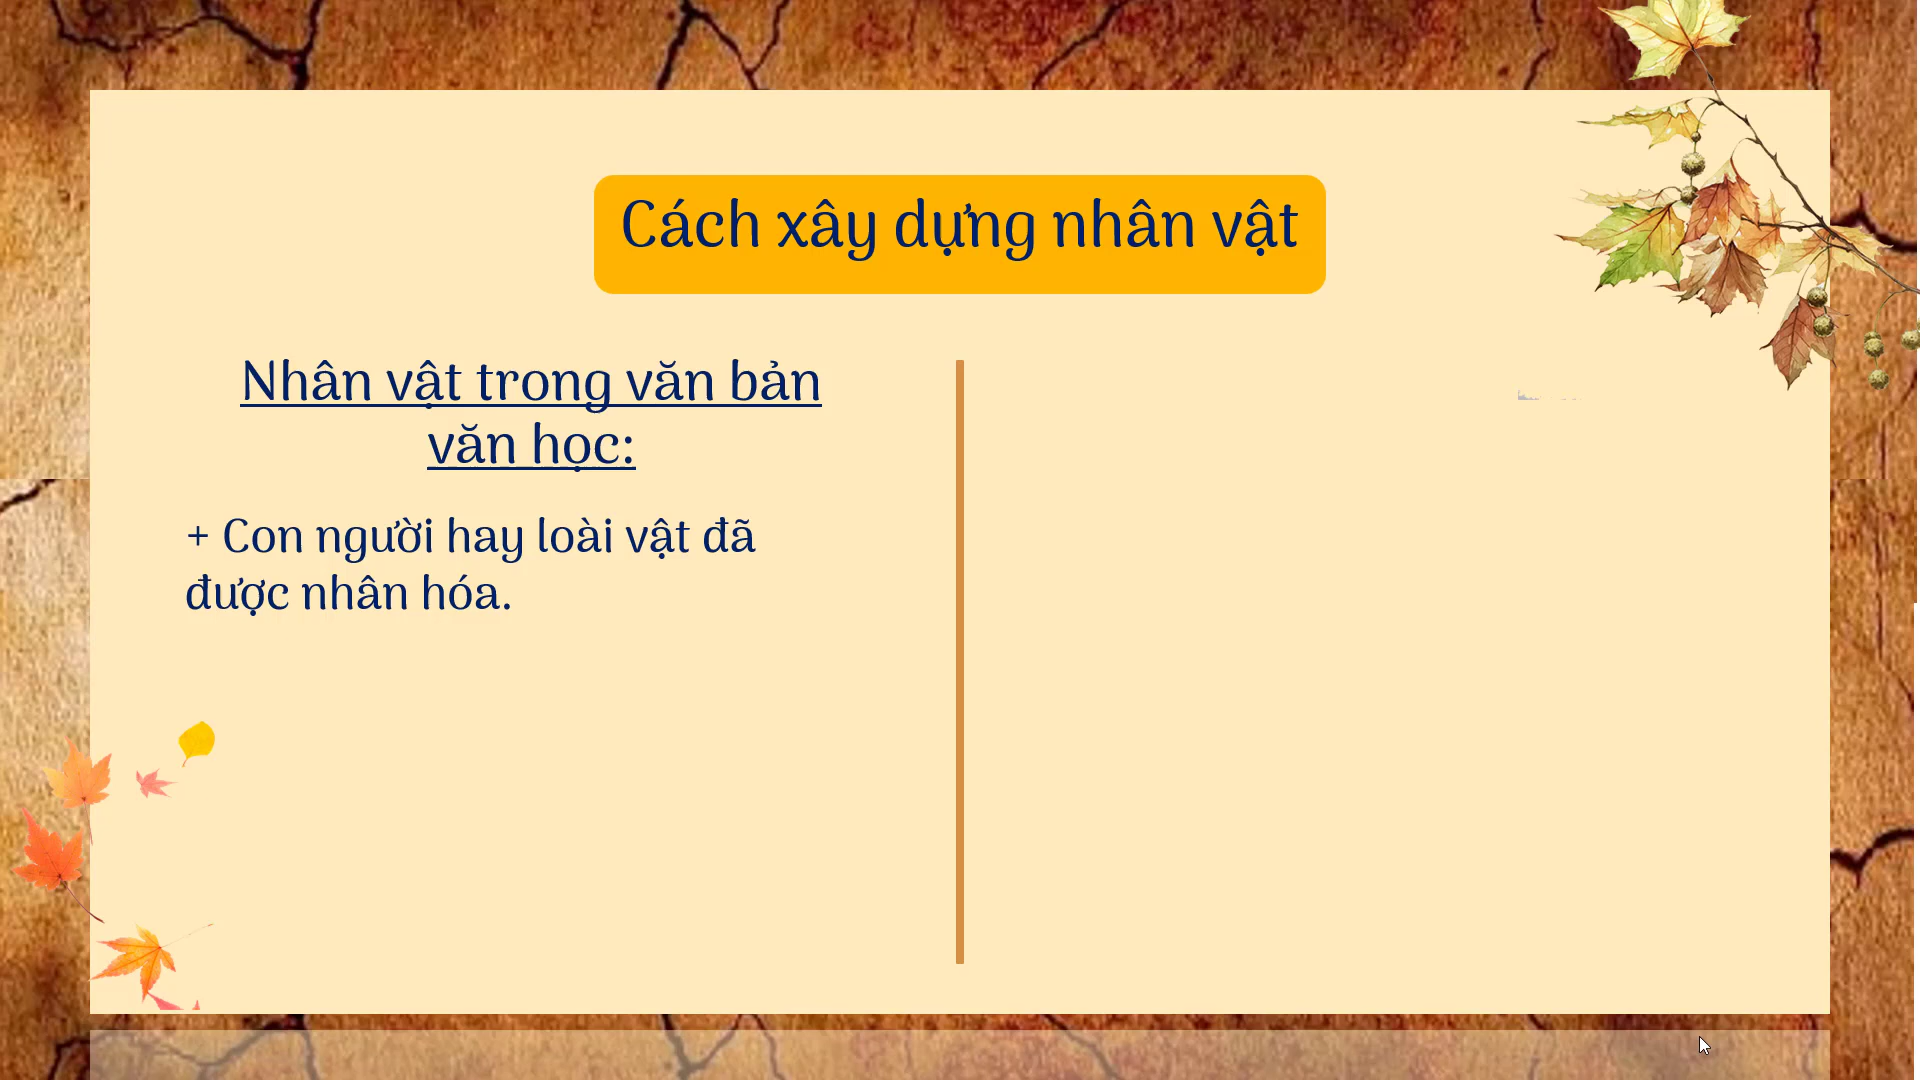 Cách xây dựng nhân vật
Nhân vật trong văn bản
văn học:
+ Con người hay loài vật đã
được nhân hóa.